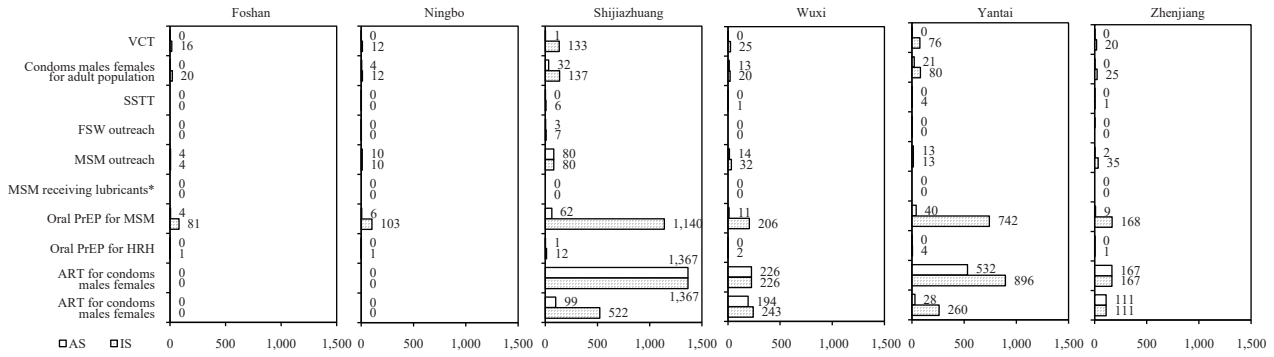 Foshan Ningbo Shijiazhuang Wuxi Yantai Zhenjiang
VCT
0 0 1 0 0 0
16 12 133 25 76 20
Condoms males females
for adult population
0 4 32 13 21 0
20 12 137 20 80 25
SSTT
0 0 0 0 0 0
0 0 6 1 4 1
FSW outreach
0 0 3 0 0 0
0 0 7 0 0 0
MSM outreach
4 10 80 14 13 2
4 10 80 32 13 35
MSM receiving lubricants*
0 0 0 0 0 0
0 0 0 0 0 0
Oral PrEP for MSM
4 6 62 11 40 9
81 103 1,140 206 742 168
Oral PrEP for HRH
0 0 1 0 0 0
1 1 12 2 4 1
ART for condoms
males females
0 0 1,367 226 532 167
0 0 1,367 226 896 167
ART for condoms
males females
0 0 99 194 28 111
0 0 522 243 260 111
AS IS
0 500 1,000 1,500 0 500 1,000 1,500 0 500 1,000 1,500 0 500 1,000 1,500 0 500 1,000 1,500 0 500 1,000 1,500